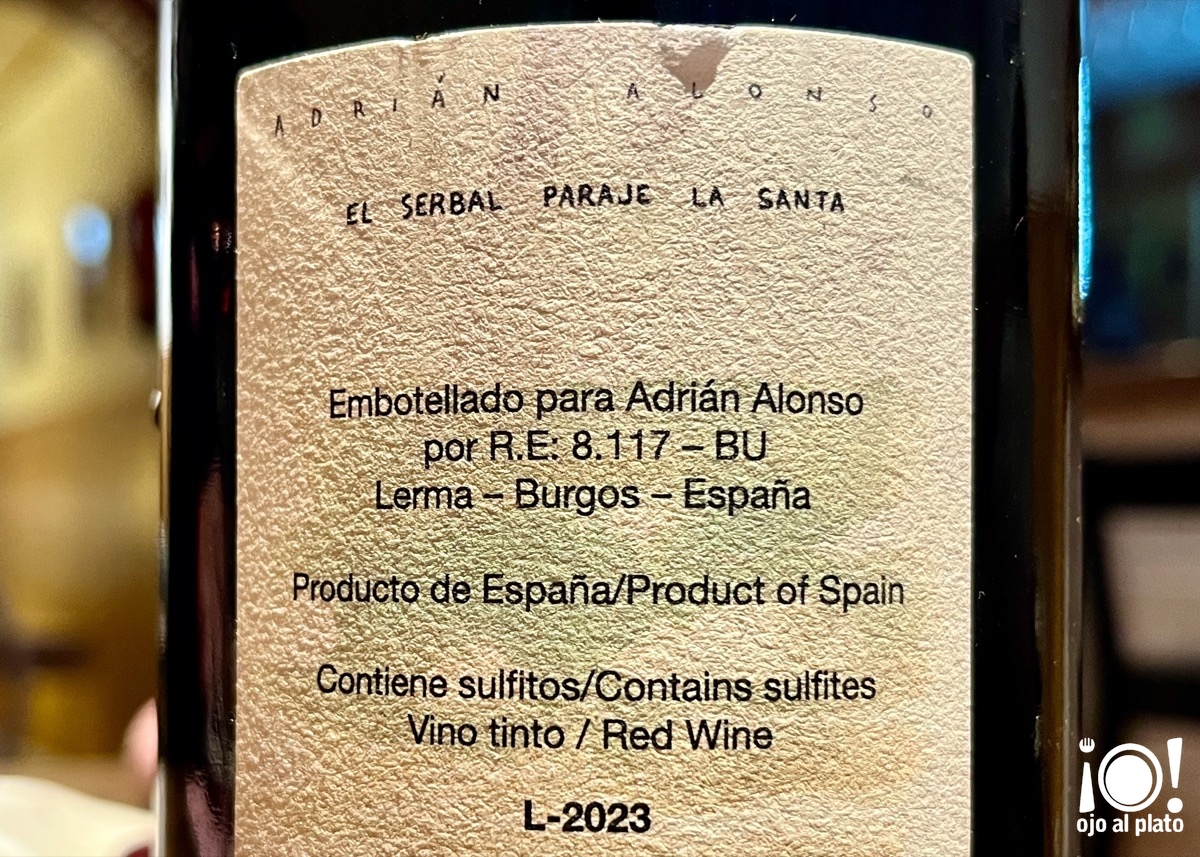 ADRIÁN ALONSO
EL SERBAL PARAJE LA SANTA
Embotellado para Adrián Alonso
por R.E: 8.117 – BU
Lerma – Burgos – España
Producto de España/Product of Spain
Contiene sulfitos/Contains sulfites
Vino tinto / Red Wine
L-2023
¡O!
ojo al plato